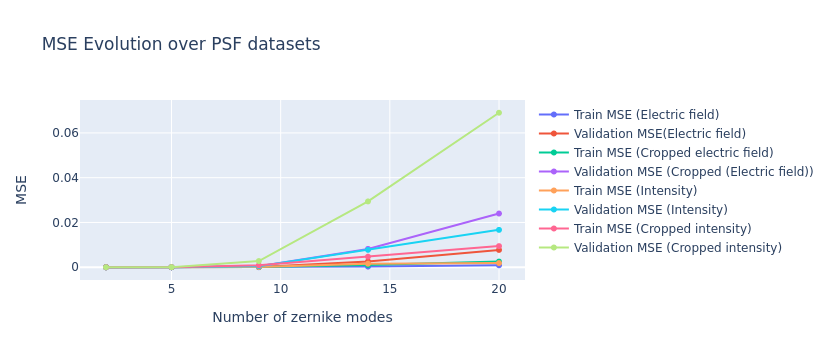 MSE Evolution over PSF datasets
MSE
0.06
0.04
0.02
0
5
10
15
20
Number of zernike modes
Train MSE (Electric field)
Validation MSE(Electric field)
Train MSE (Cropped electric field)
Validation MSE (Cropped (Electric field))
Train MSE (Intensity)
Validation MSE (Intensity)
Train MSE (Cropped intensity)
Validation MSE (Cropped intensity)